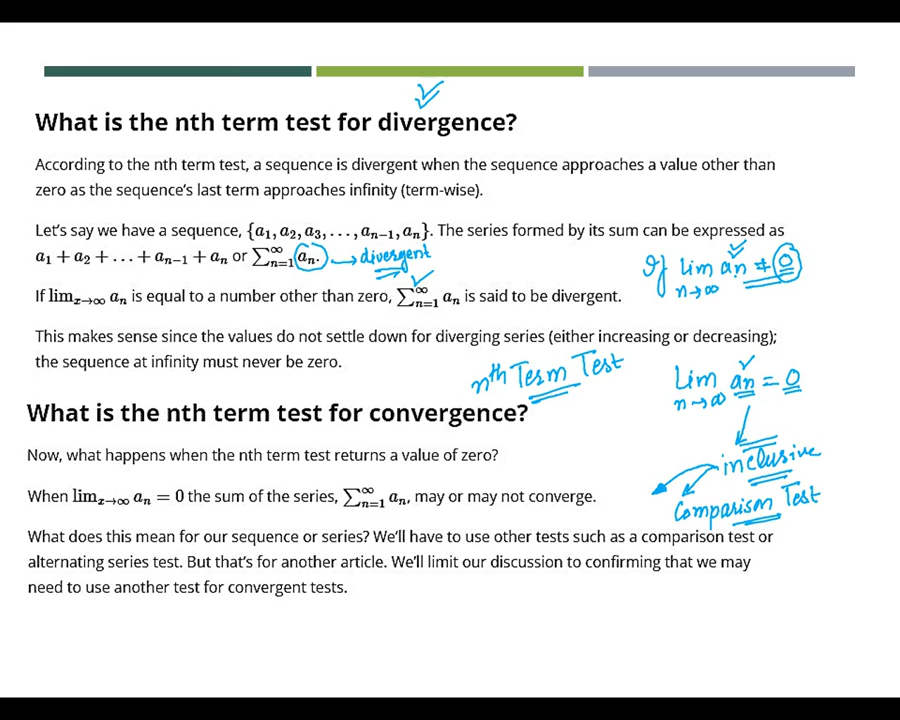 What is the nth term test for divergence?
According to the nth term test, a sequence is divergent when the sequence approaches a value other than
zero as the sequence's last term approaches infinity (term-wise).
Let's say we have a sequence, {a₁, a₂, a₃, …, aₙ₋₁, aₙ}. The series formed by its sum can be expressed as
a₁ + a₂ + … + aₙ₋₁ + aₙ or ∑ₙ₌₁^∞ aₙ. → divergent
If lim n→∞ an ≠ 0
If lim_{x→∞} aₙ is equal to a number other than zero, ∑ₙ₌₁^∞ aₙ is said to be divergent.
This makes sense since the values do not settle down for diverging series (either increasing or decreasing);
the sequence at infinity must never be zero.
nth Term Test
Lim n→∞ an = 0
What is the nth term test for convergence?
Now, what happens when the nth term test returns a value of zero?
inclusive
When lim_{x→∞} aₙ = 0 the sum of the series, ∑ₙ₌₁^∞ aₙ, may or may not converge.
Comparison Test
What does this mean for our sequence or series? We'll have to use other tests such as a comparison test or
alternating series test. But that's for another article. We'll limit our discussion to confirming that we may
need to use another test for convergent tests.